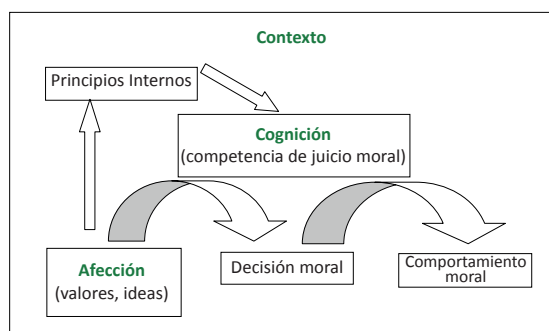 Contexto
Principios Internos
Cognición
(competencia de juicio moral)
Afección
(valores, ideas)
Decisión moral
Comportamiento
moral